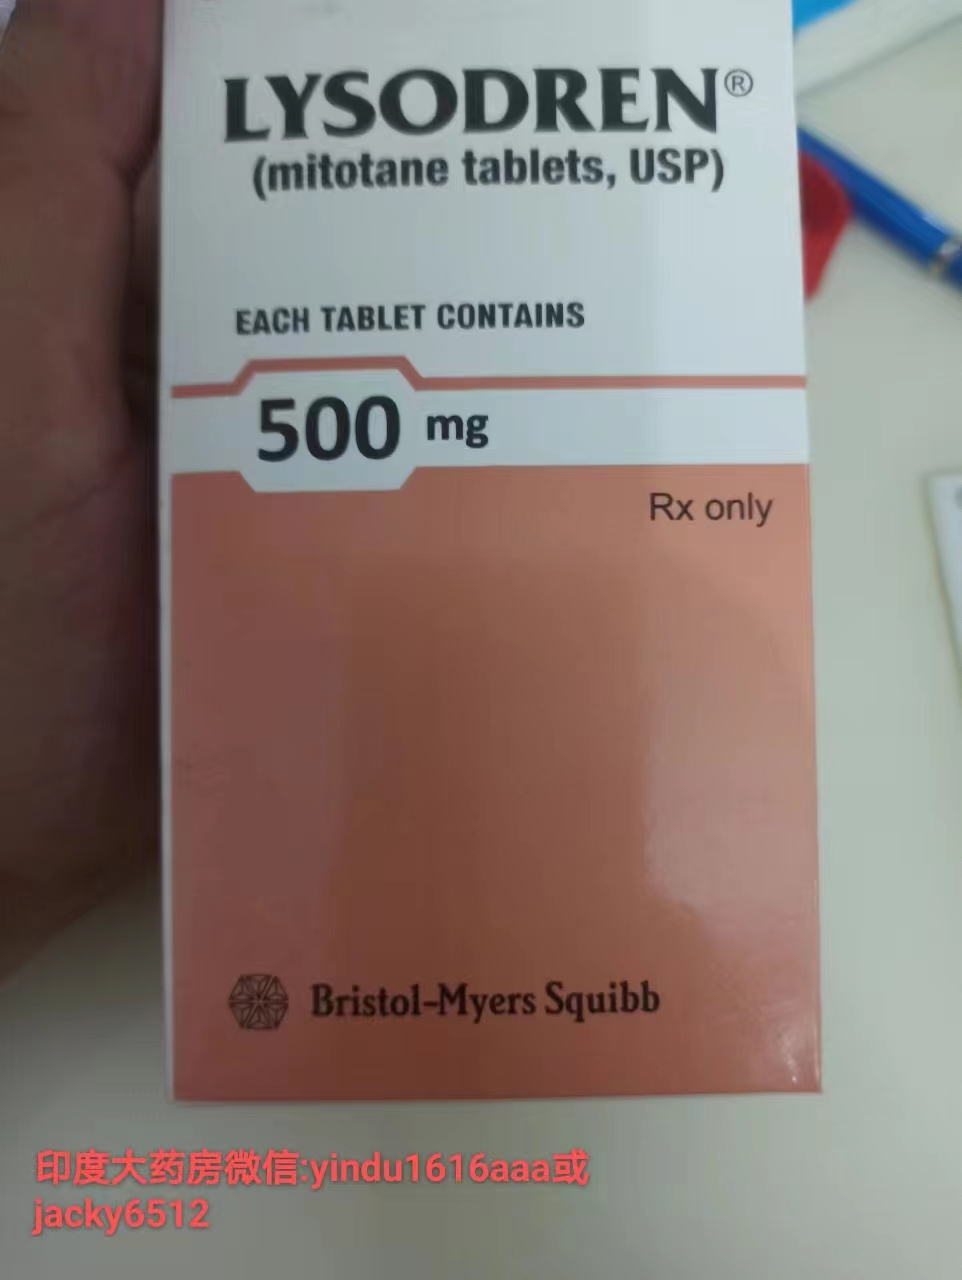 LYSODREN®
(mitotane tablets, USP)
EACH TABLET CONTAINS
500 mg
Rx only
Bristol-Myers Squibb
印度大药房微信:yindu1616aaa或
jacky6512